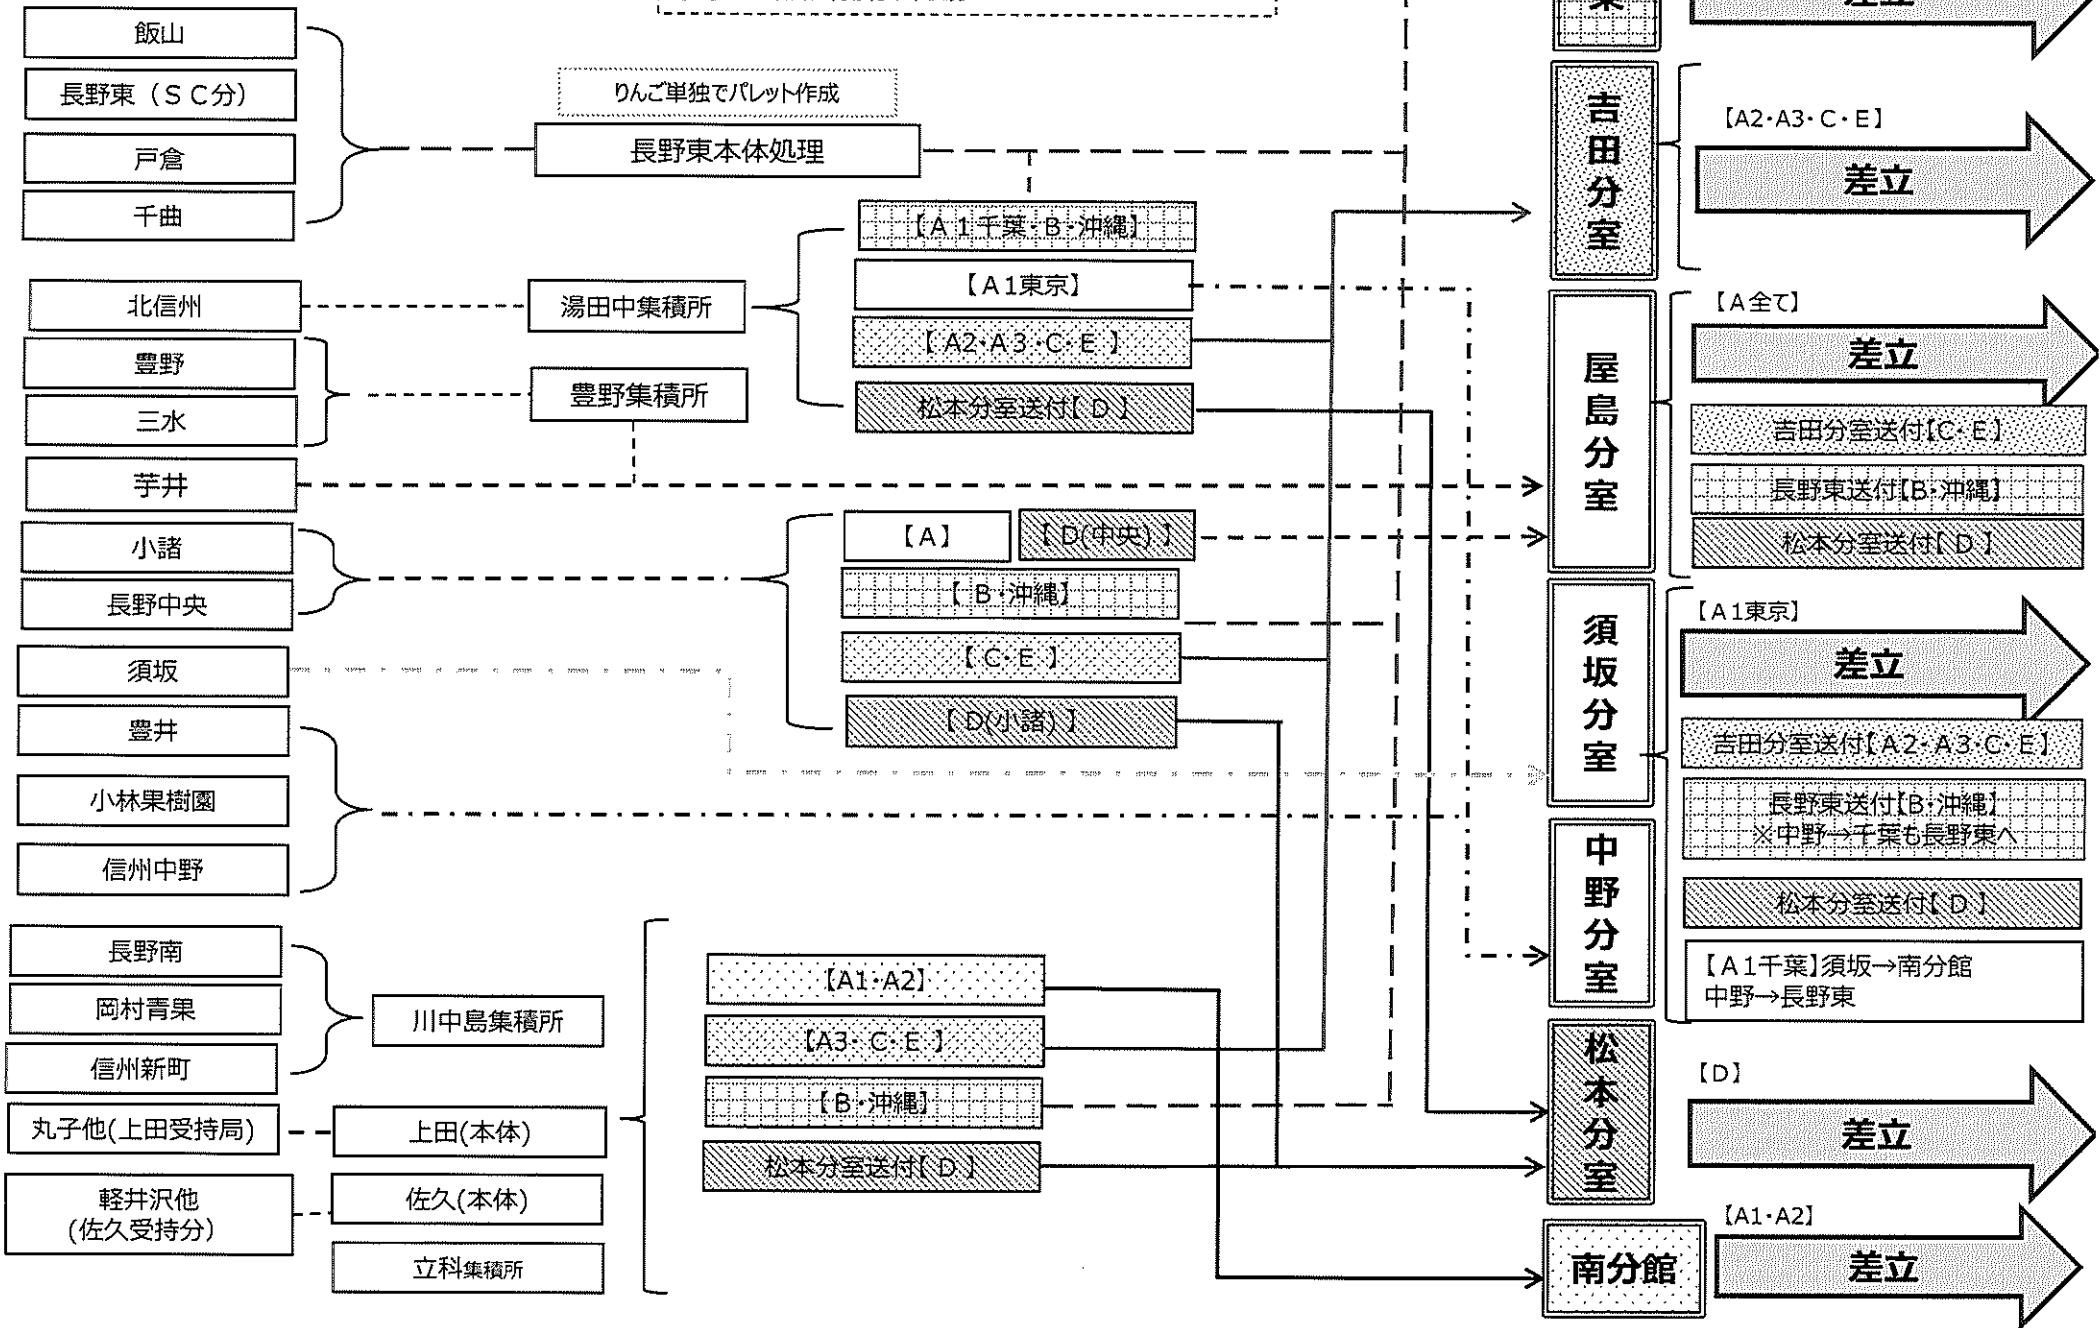 飯山
長野東（ＳＣ分）
戸倉
千曲
りんご単独でパレット作成
長野東本体処理
北信州
豊野
三水
芋井
湯田中集積所
豊野集積所
【Ａ１千葉・Ｂ・沖縄】
【Ａ１東京】
【A2・A３・C・E】
松本分室送付【D】
小諸
長野中央
【A】
【D(中央)】
【B・沖縄】
【C・E】
【D(小諸)】
須坂
豊井
小林果樹園
信州中野
長野南
岡村青果
信州新町
川中島集積所
丸子他(上田受持局)
上田(本体)
軽井沢他
(佐久受持分)
佐久(本体)
立科集積所
【A1・A2】
【A3・C・E】
【B・沖縄】
松本分室送付【D】
差立
吉田分室
【A2・A3・C・E】
差立
屋島分室
【Ａ全て】
差立
吉田分室送付【C・E】
長野東送付【B・沖縄】
松本分室送付【D】
須坂分室
【Ａ１東京】
差立
吉田分室送付【A2・A3・C・E】
長野東送付【B・沖縄】
※中野→千葉も長野東へ
松本分室送付【D】
【Ａ１千葉】須坂→南分館
中野→長野東
中野分室
松本分室
【D】
差立
南分館
【A1・A2】
差立